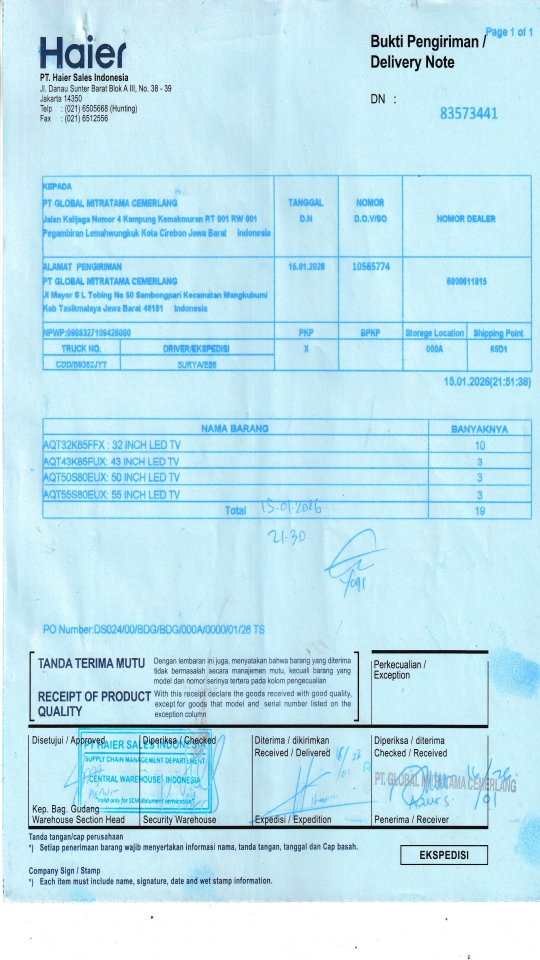 Page 1 of 1
Haier
Bukti Pengiriman /
Delivery Note
PT. Haier Sales Indonesia
Jl. Danau Sunter Barat Blok A III, No. 38 - 39
Jakarta 14350
Telp : (021) 6505668 (Hunting)
Fax : (021) 6512556
DN :
83573441
KEPADA
PT GLOBAL MITRATAMA CEMERLANG
Jalan Kalijaga Nomor 4 Kampung Kemakmuran RT 001 RW 001
Pegambiran Lemahwungkuk Kota Cirebon Jawa Barat Indonesia
TANGGAL D.N
NOMOR D.O.V/SO
NOMOR DEALER
ALAMAT PENGIRIMAN
PT GLOBAL MITRATAMA CEMERLANG
Jl Mayor S L Tobing No 60 Sambongpari Kecamatan Mangkubumi
Kab Tasikmalaya Jawa Barat 46181 Indonesia
15.01.2026
10565774
NPWP:
PKP BPKP Storege Location Shipping Point
TRUCK NO. DRIVER/EKSPEDISI X 000A 65D1
SURYA/E66
15.01.2026(21:51:38)
NAMA BARANG BANYAKNYA
AQT32K85FFX : 32 INCH LED TV 10
AQT43K85FUX: 43 INCH LED TV 3
AQT50S80EUX: 50 INCH LED TV 3
AQT55S80EUX: 55 INCH LED TV 3
Total 19
15.01.2026
21.30
PO Number:DS024/00/BDG/BDG/000A/0000/01/26 TS
TANDA TERIMA MUTU
Dengan lembaran ini juga, menyatakan bahwa barang yang diterima
tidak bermasalah secara manajemen mutu, kecuali barang yang
model dan nomor serinya tertera pada kolom pengecualian
RECEIPT OF PRODUCT
QUALITY
With this receipt declare the goods received with good quality,
except for goods that model and serial number listed on the
exception column
Perkecualian /
Exception
Disetujui / Approved
Diperiksa / Checked
Diterima / dikirimkan
Received / Delivered
Diperiksa / diterima
Checked / Received
PT HAIER SALES INDONESIA
SUPPLY CHAIN MANAGEMENT DEPARTEMENT
CENTRAL WAREHOUSE - INDONESIA
*Valid only for SCM document verification*
PT. GLOBAL MITRATAMA CEMERLANG
Kep. Bag. Gudang
Warehouse Section Head
Security Warehouse
Expedisi / Expedition
Penerima / Receiver
Tanda tangan/cap perusahaan
*) Setiap penerimaan barang wajib menyertakan informasi nama, tanda tangan, tanggal dan Cap basah.
EKSPEDISI
Company Sign / Stamp
*) Each item must include name, signature, date and wet stamp information.